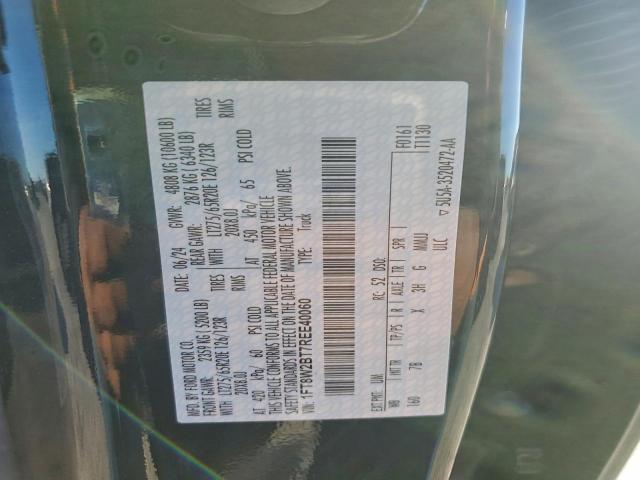 MFD. BY FORD MOTOR CO.
DATE: 06/24 GVWR: 4808 KG (10600 LB)
FRONT GAWR: 2359 KG (5200 LB) REAR GAWR: 2876 KG (6340 LB)
WITH LT275/65R20E 126/123R TIRES WITH LT275/65R20E 126/123R TIRES
20X8.0J RIMS 20X8.0J RIMS
AT 420 kPa/ 60 PSI COLD AT 450 kPa/ 65 PSI COLD
THIS VEHICLE CONFORMS TO ALL APPLICABLE FEDERAL MOTOR VEHICLE
SAFETY STANDARDS IN EFFECT ON THE DATE OF MANUFACTURE SHOWN ABOVE.
VIN: 1FT8W2BT7REE40060 TYPE: Truck
F0161
T1130
EXT PNT: UM RC: 52 DSO:
WB INT TR TP/PS R AXLE TR SPR
160 7B X 3H G MMUU
ULC 5U5A-3520472-AA